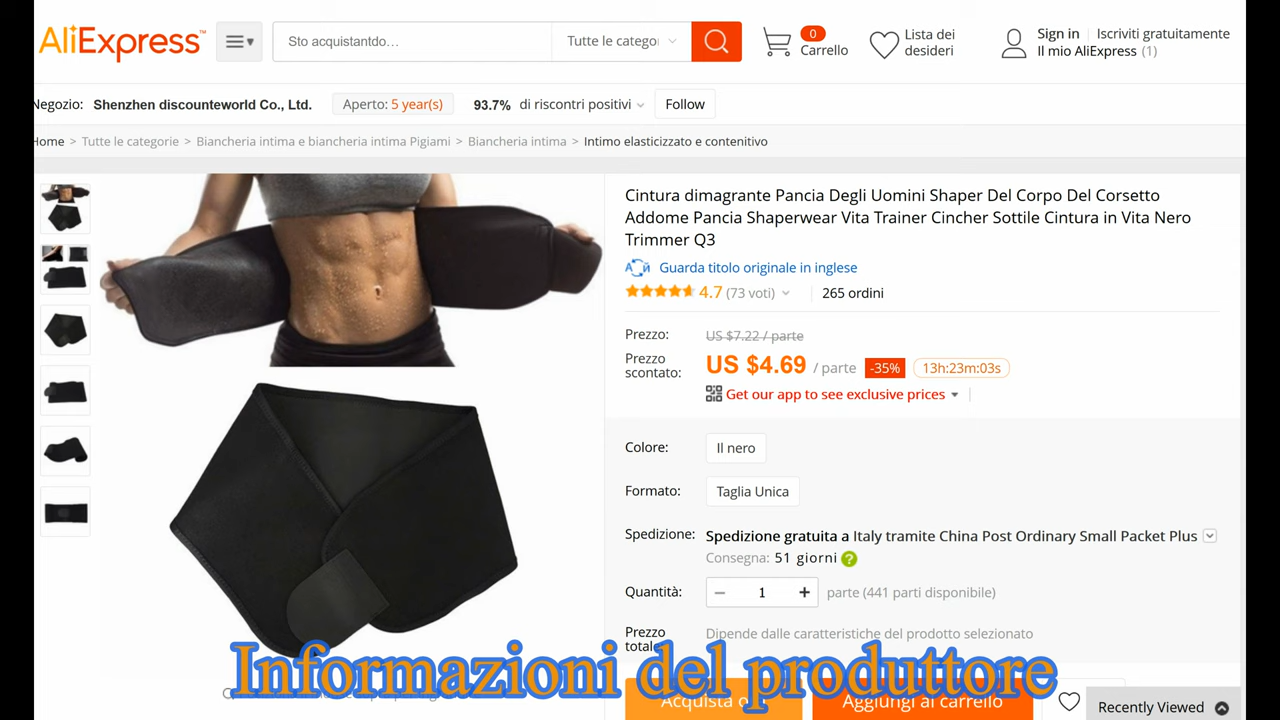 AliExpress™
Sto acquistando...
Tutte le catego
0
Carrello
Lista dei
desideri
Sign in
Iscriviti gratuitamente
Il mio AliExpress (1)
Negozio: Shenzhen discounteworld Co., Ltd.
Aperto: 5 year(s)
93.7% di riscontri positivi
Follow
Home > Tutte le categorie > Biancheria intima e biancheria intima Pigiami > Biancheria intima > Intimo elasticizzato e contenitivo
Cintura dimagrante Pancia Degli Uomini Shaper Del Corpo Del Corsetto
Addome Pancia Shaperwear Vita Trainer Cincher Sottile Cintura in Vita Nero
Trimmer Q3
Guarda titolo originale in inglese
4.7 (73 voti)
265 ordini
Prezzo: US $7.22 / parte
Prezzo
scontato:
US $4.69 / parte -35% 13h:23m:03s
Get our app to see exclusive prices
Colore: Il nero
Formato: Taglia Unica
Spedizione: Spedizione gratuita a Italy tramite China Post Ordinary Small Packet Plus
Consegna: 51 giorni ?
Quantità: − 1 + parte (441 parti disponibile)
Prezzo
totale
Dipende dalle caratteristiche del prodotto selezionato
Informazioni del produttore
Acquista o
Aggiungi al carrello
Recently Viewed